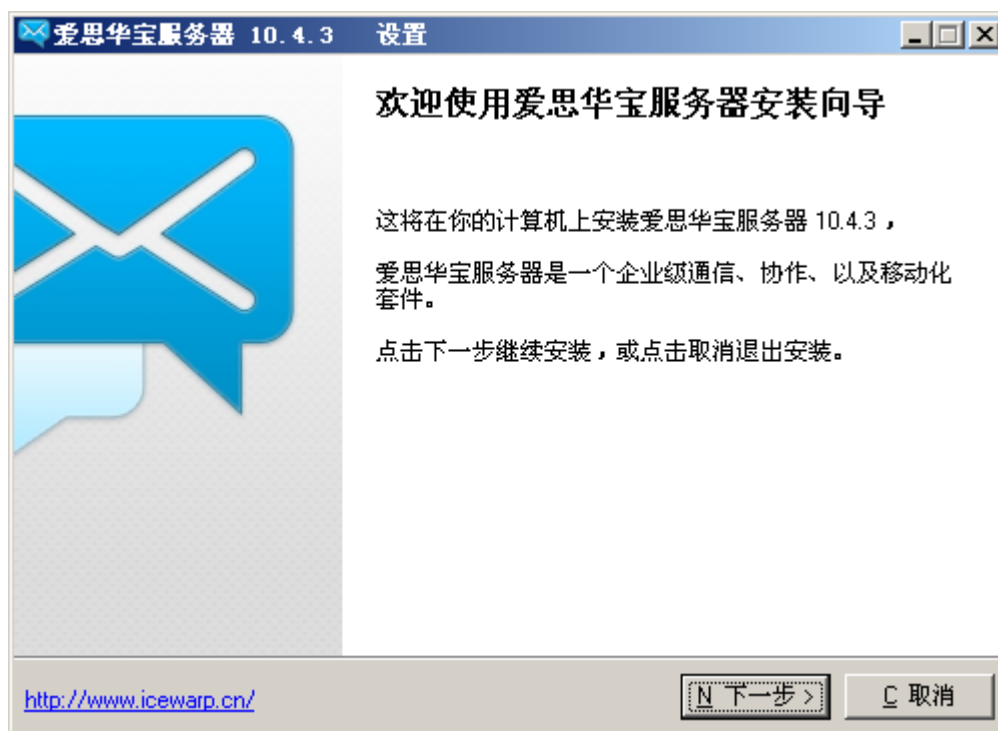 爱思华宝服务器 10.4.3 设置
欢迎使用爱思华宝服务器安装向导
这将在你的计算机上安装爱思华宝服务器 10.4.3，
爱思华宝服务器是一个企业级通信、协作、以及移动化
套件。
点击下一步继续安装，或点击取消退出安装。
http://www.icewarp.cn/
N 下一步 >
C 取消